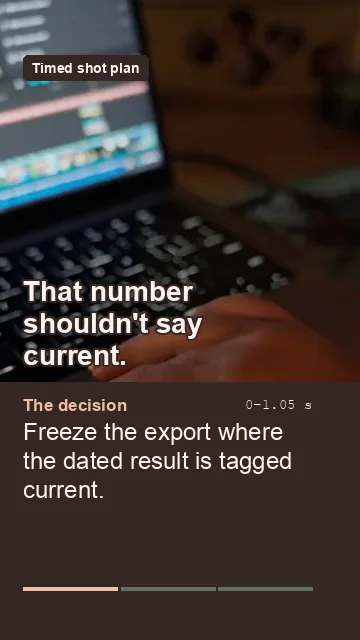 Timed shot plan
That number
shouldn't say
current.
The decision
0–1.05 s
Freeze the export where
the dated result is tagged
current.